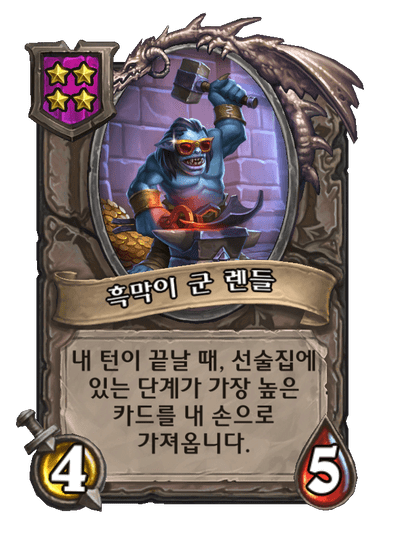 흑막이 군 렌들
내 턴이 끝날 때, 선술집에
있는 단계가 가장 높은
카드를 내 손으로
가져옵니다.
4
5